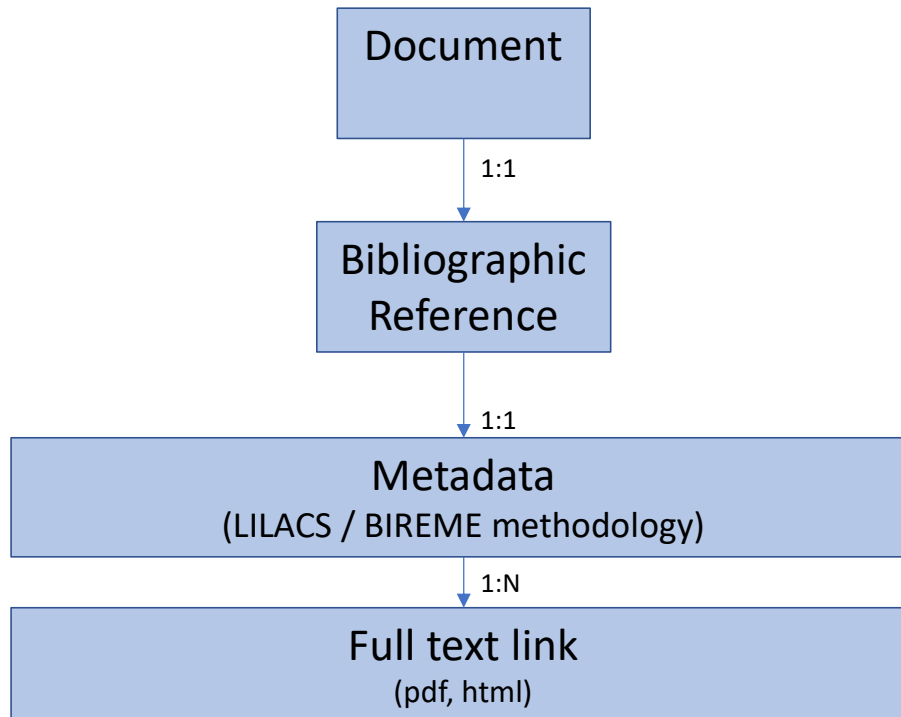 Document
1:1
Bibliographic
Reference
1:1
Metadata
(LILACS / BIREME methodology)
1:N
Full text link
(pdf, html)